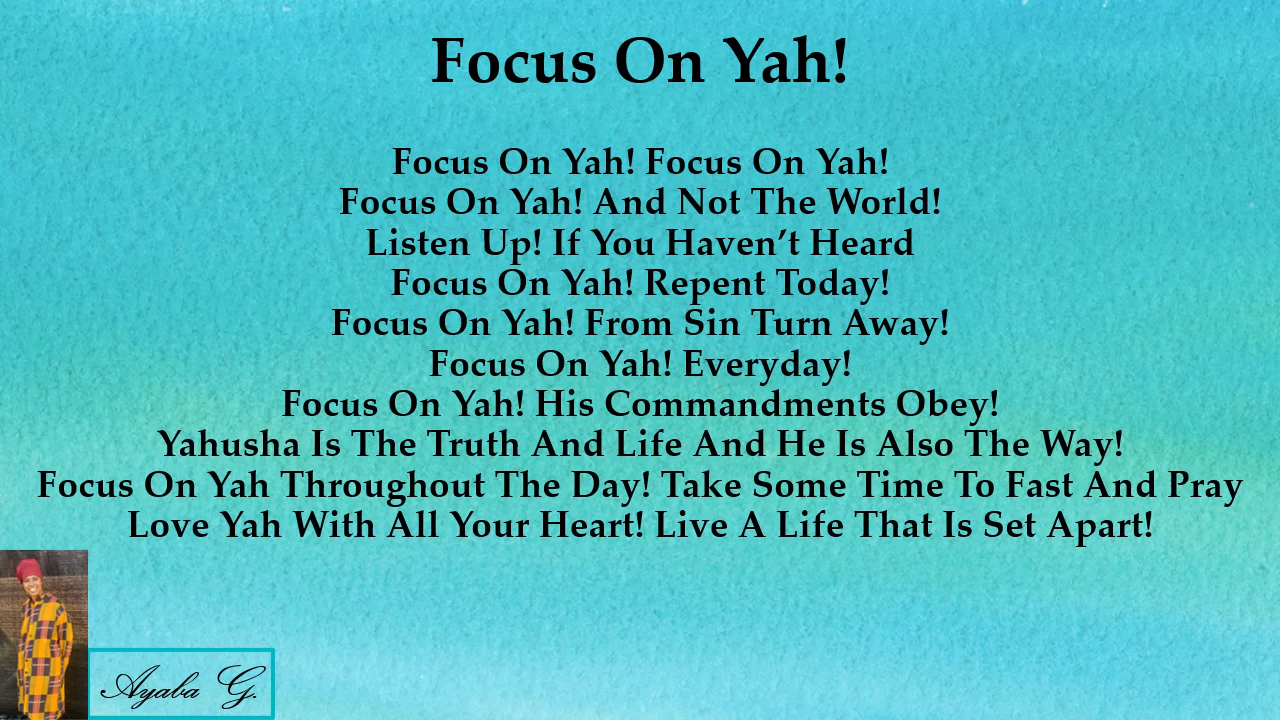 Focus On Yah!
Focus On Yah! Focus On Yah!
Focus On Yah! And Not The World!
Listen Up! If You Haven’t Heard
Focus On Yah! Repent Today!
Focus On Yah! From Sin Turn Away!
Focus On Yah! Everyday!
Focus On Yah! His Commandments Obey!
Yahusha Is The Truth And Life And He Is Also The Way!
Focus On Yah Throughout The Day! Take Some Time To Fast And Pray
Love Yah With All Your Heart! Live A Life That Is Set Apart!
Ayaba G.